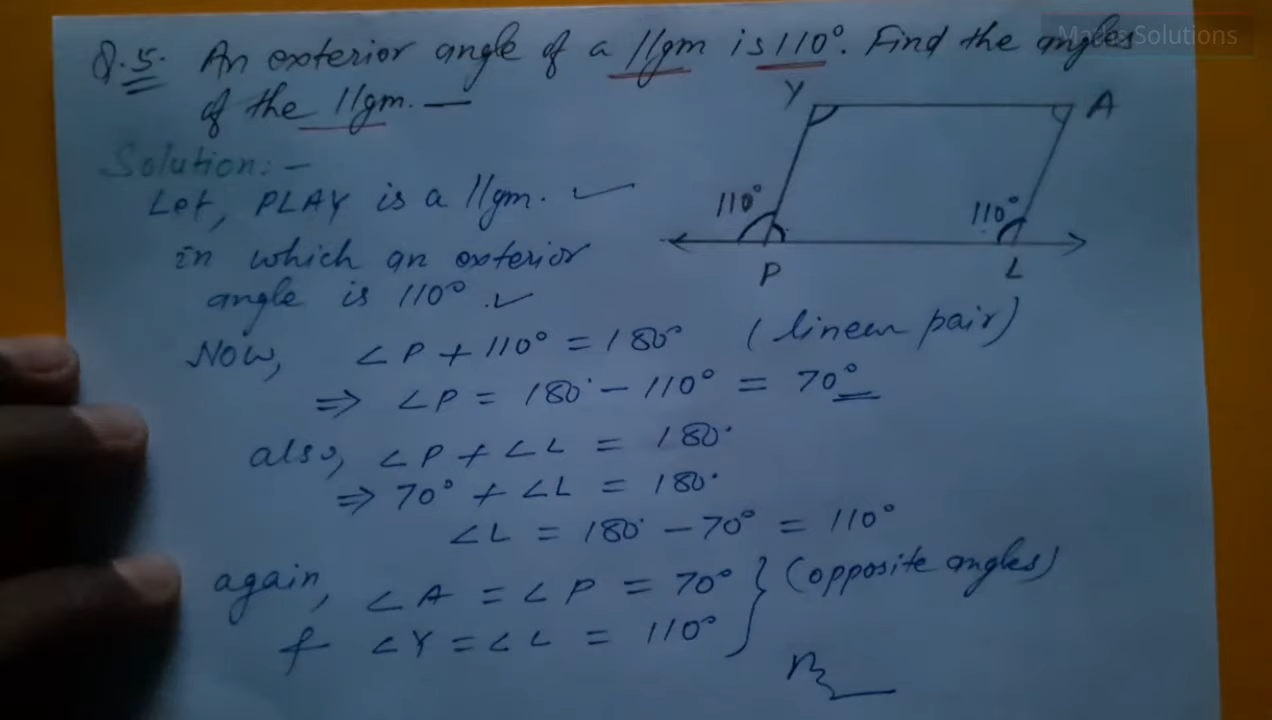 Q.5. An exterior angle of a ||gm is 110°. Find the angles
of the ||gm. —
Solution:-
Let, PLAY is a ||gm.
in which an exterior
angle is 110°.
Y
A
110°
110°
P
L
Now, ∠P + 110° = 180° (linear pair)
⇒ ∠P = 180° - 110° = 70°
also, ∠P + ∠L = 180°
⇒ 70° + ∠L = 180°
∠L = 180° - 70° = 110°
again, ∠A = ∠P = 70° } (opposite angles)
f ∠Y = ∠L = 110°
Maths Solutions